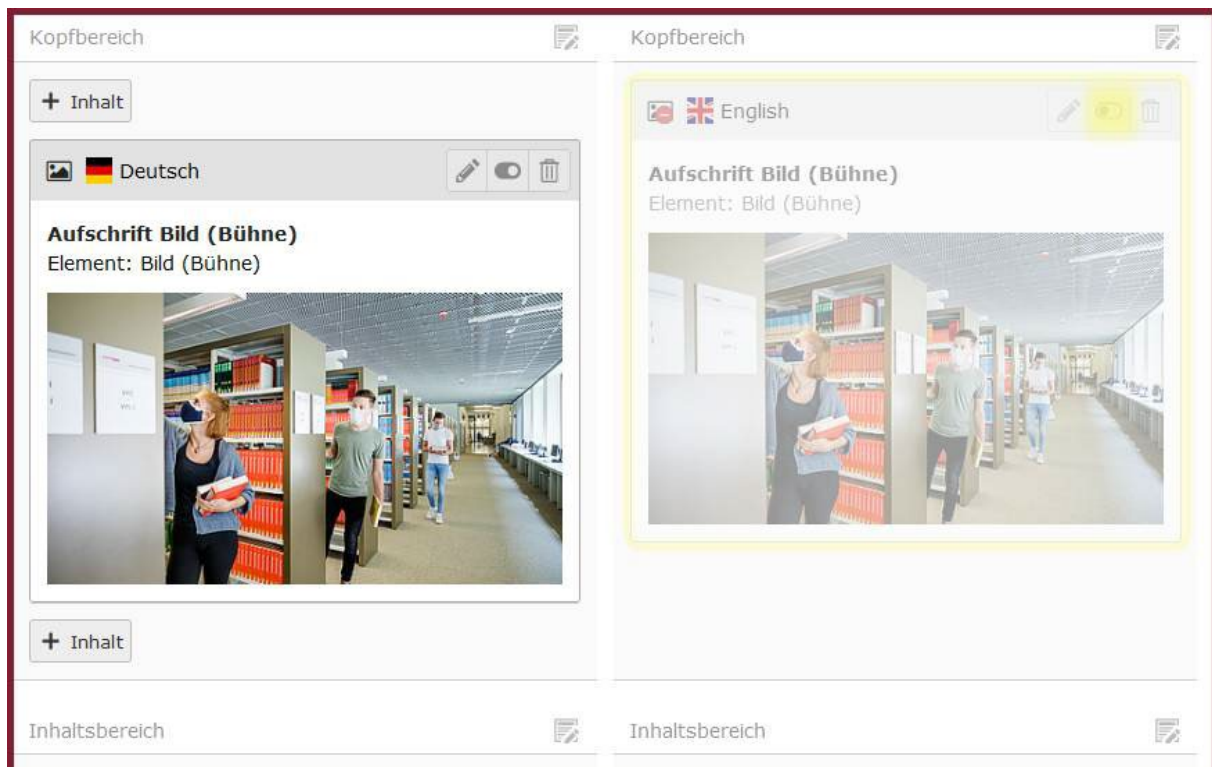 Kopfbereich
+ Inhalt
Deutsch
Aufschrift Bild (Bühne)
Element: Bild (Bühne)
+ Inhalt
Inhaltsbereich
Kopfbereich
English
Aufschrift Bild (Bühne)
Element: Bild (Bühne)
Inhaltsbereich